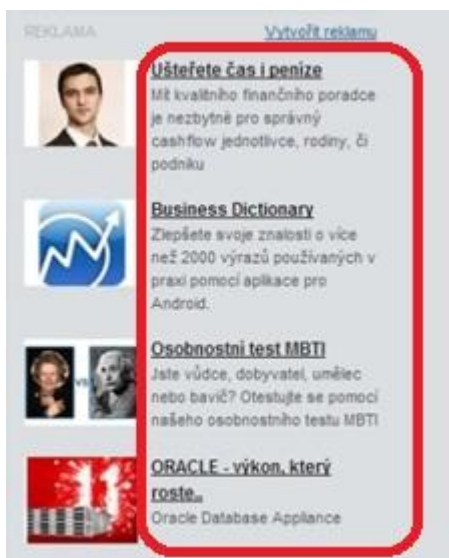 REKLAMA
Vytvořit reklamu
Ušteřete čas i peníze
Mít kvalitního finančního poradce
je nezbytné pro správný
cashflow jednotlivce, rodiny, či
podniku
Business Dictionary
Zlepšete svoje znalosti o více
než 2000 výrazů používaných v
praxi pomocí aplikace pro
Android.
Osobnostní test MBTI
Jste vůdce, dobyvatel, umělec
nebo bavič? Otestujte se pomocí
našeho osobnostního testu MBTI
vs
ORACLE - výkon, který
roste...
Oracle Database Appliance